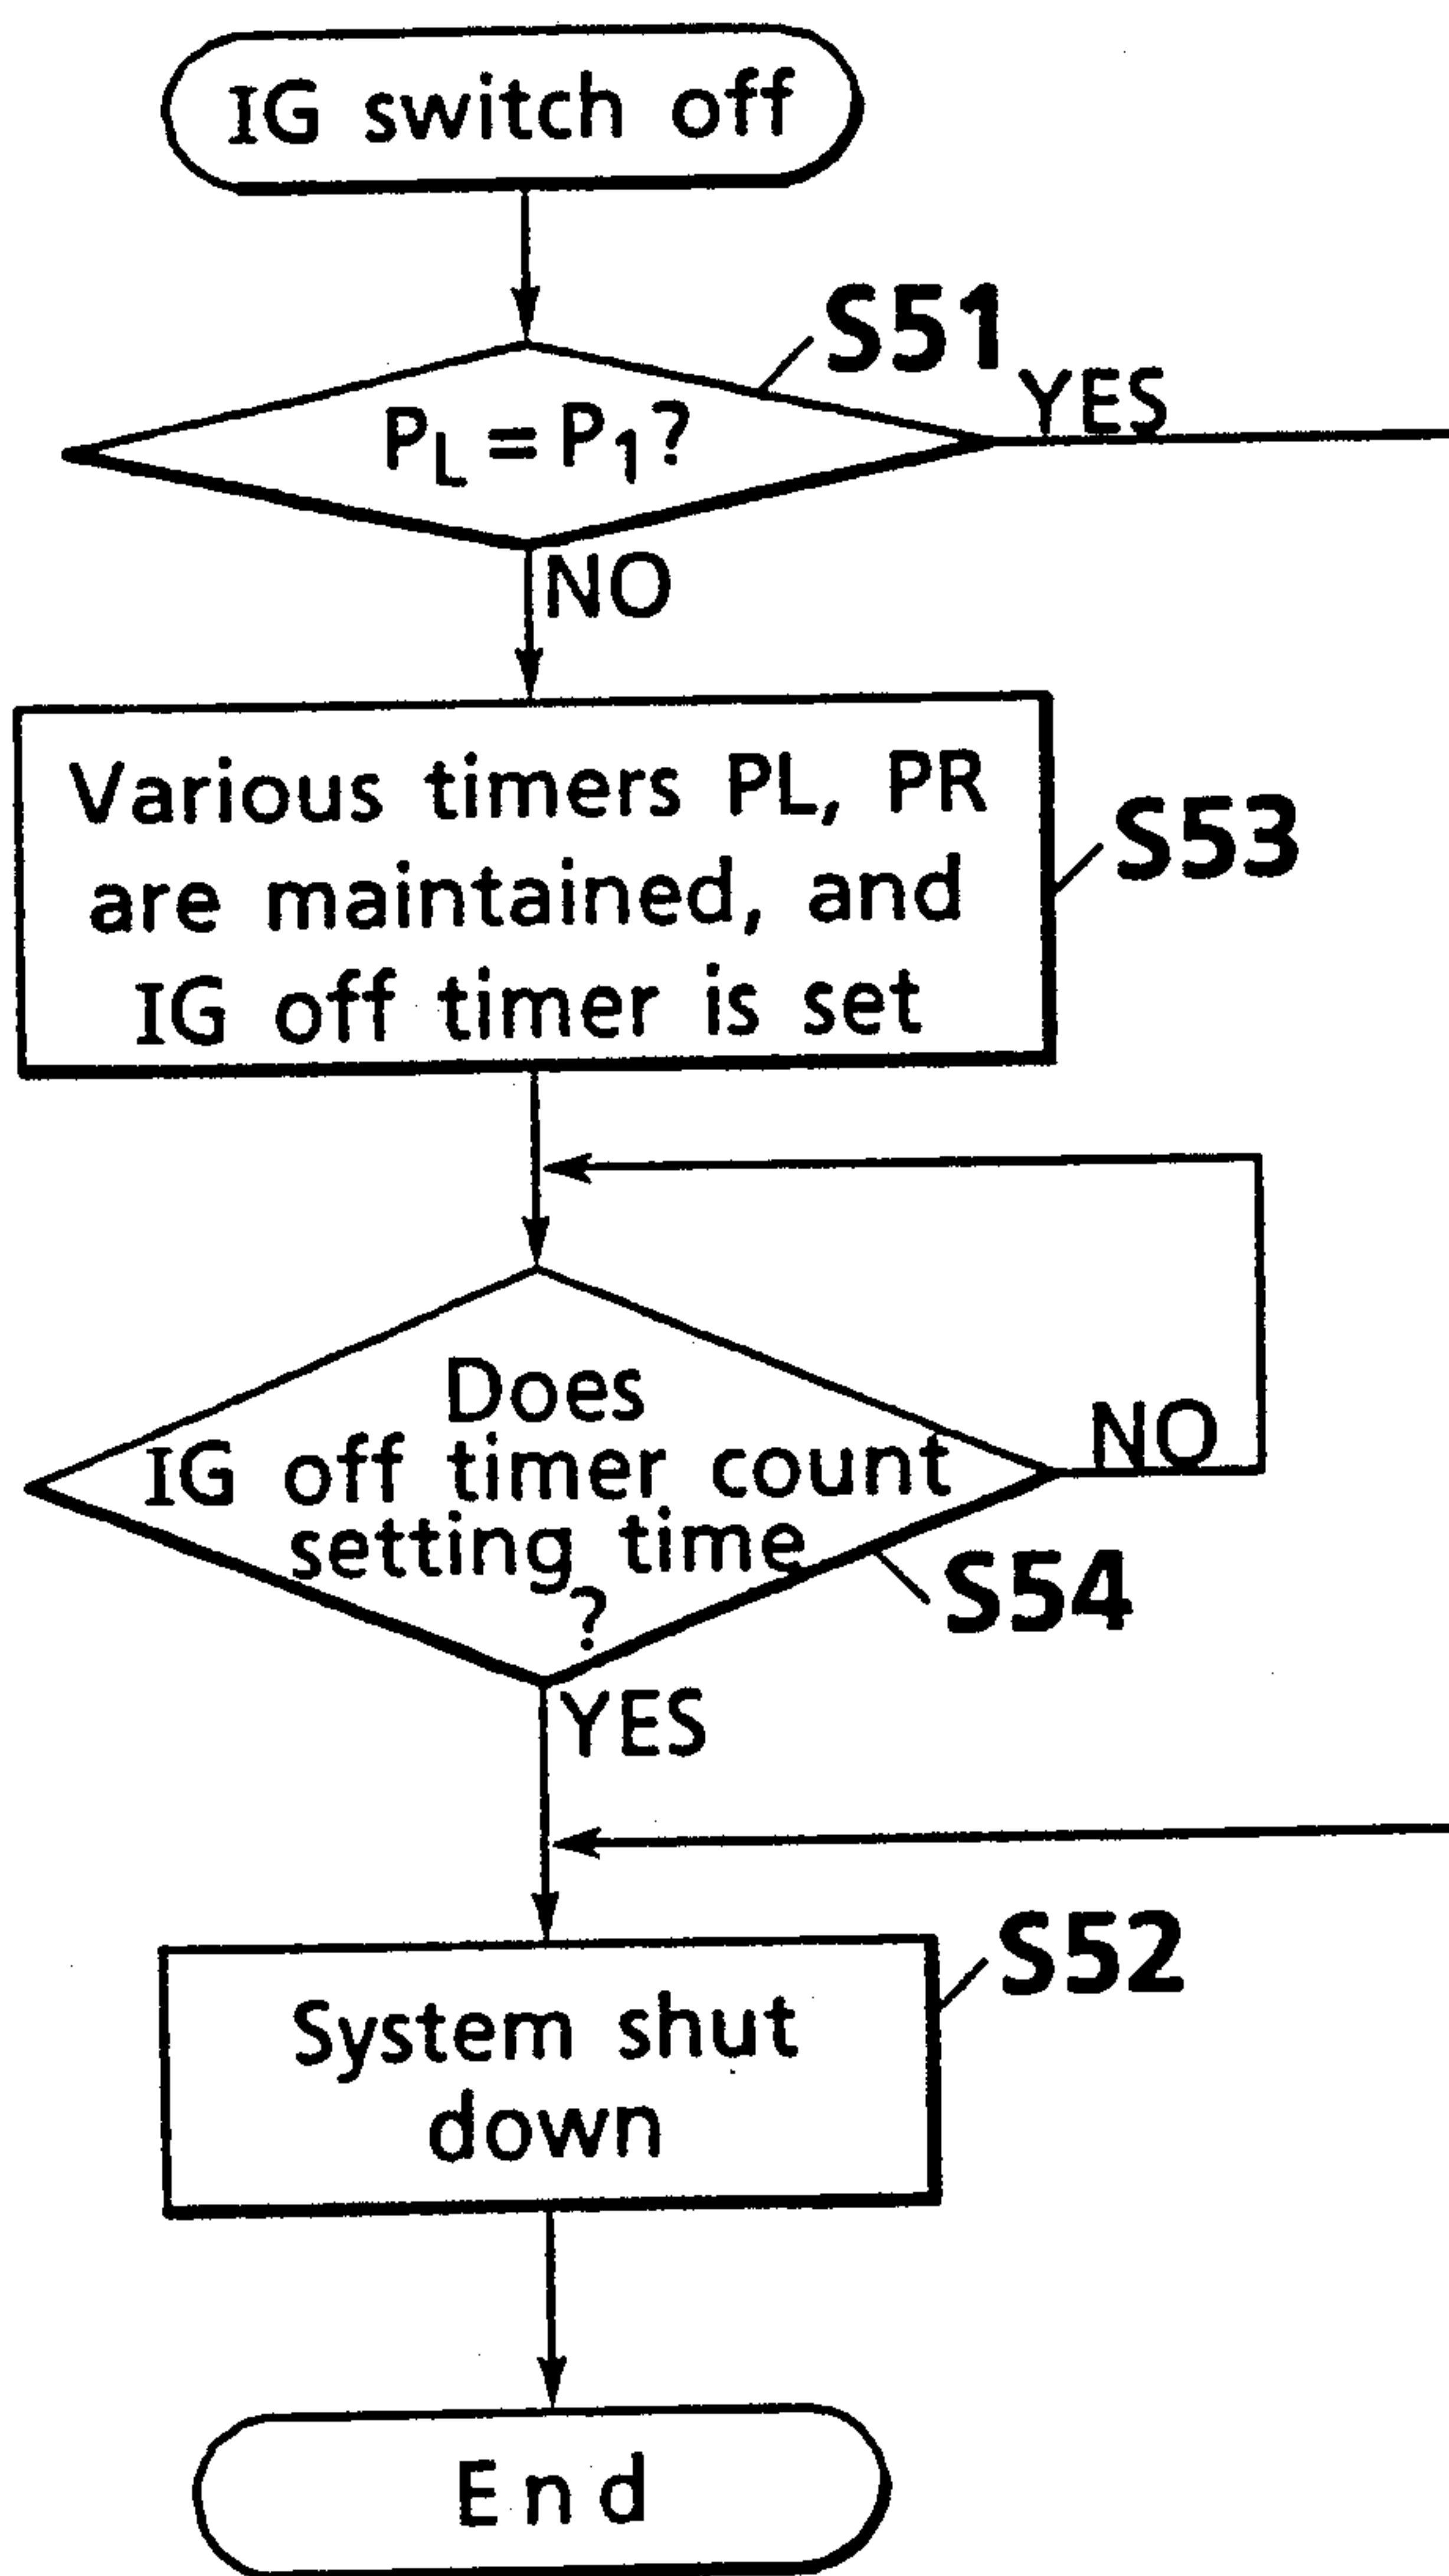 IG switch off
S51
YES
PL = P1?
NO
Various timers PL, PR
are maintained, and
IG off timer is set
S53
Does
IG off timer count
setting time
?
NO
S54
YES
S52
System shut
down
End